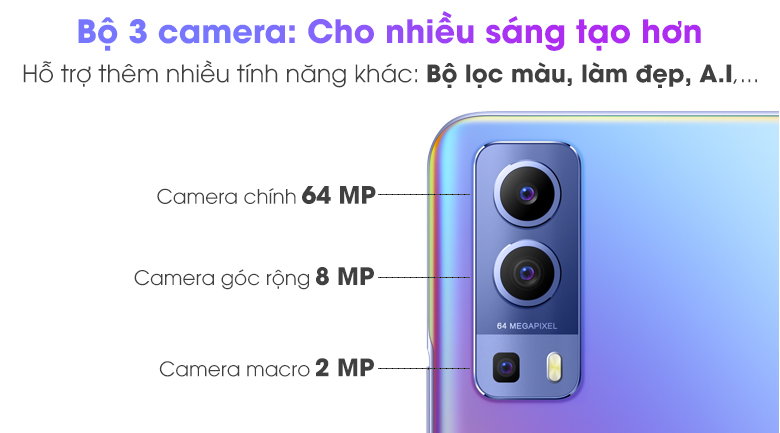 Bộ 3 camera: Cho nhiều sáng tạo hơn
Hỗ trợ thêm nhiều tính năng khác: Bộ lọc màu, làm đẹp, A.I,...
Camera chính 64 MP
Camera góc rộng 8 MP
64 MEGAPIXEL
Camera macro 2 MP